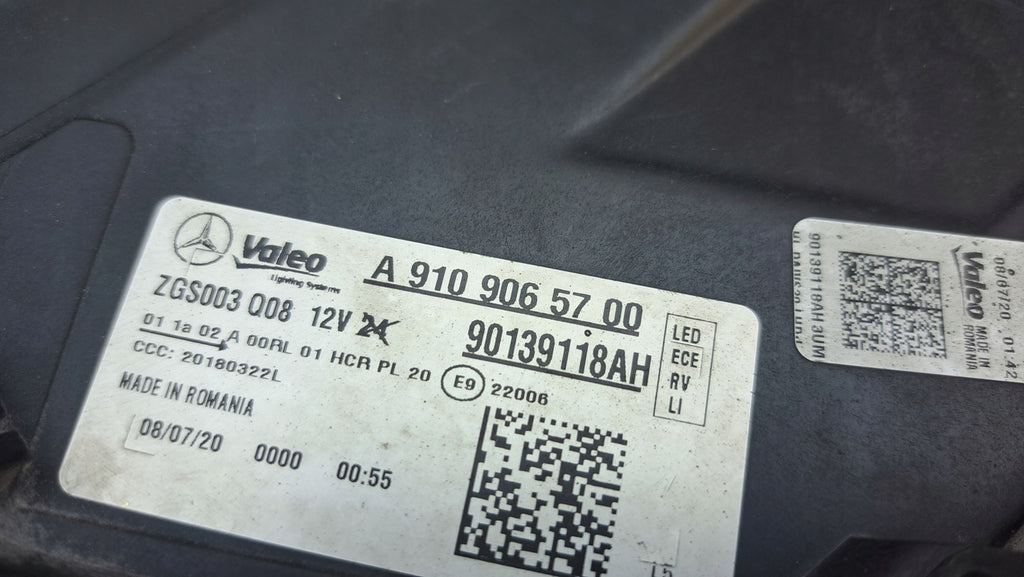 Valeo
Lighting Systems
A 910 906 57 00
ZGS003 Q08 12V 24
90139118AH
LED
ECE
RV
LI
01 1a 02 A 00RL 01 HCR PL 20 E9 22006
CCC: 20180322L
MADE IN ROMANIA
08/07/20 0000 00:55
90139118AH 3UM
Valeo
MADE IN
ROMANIA
08/07/20 01:42